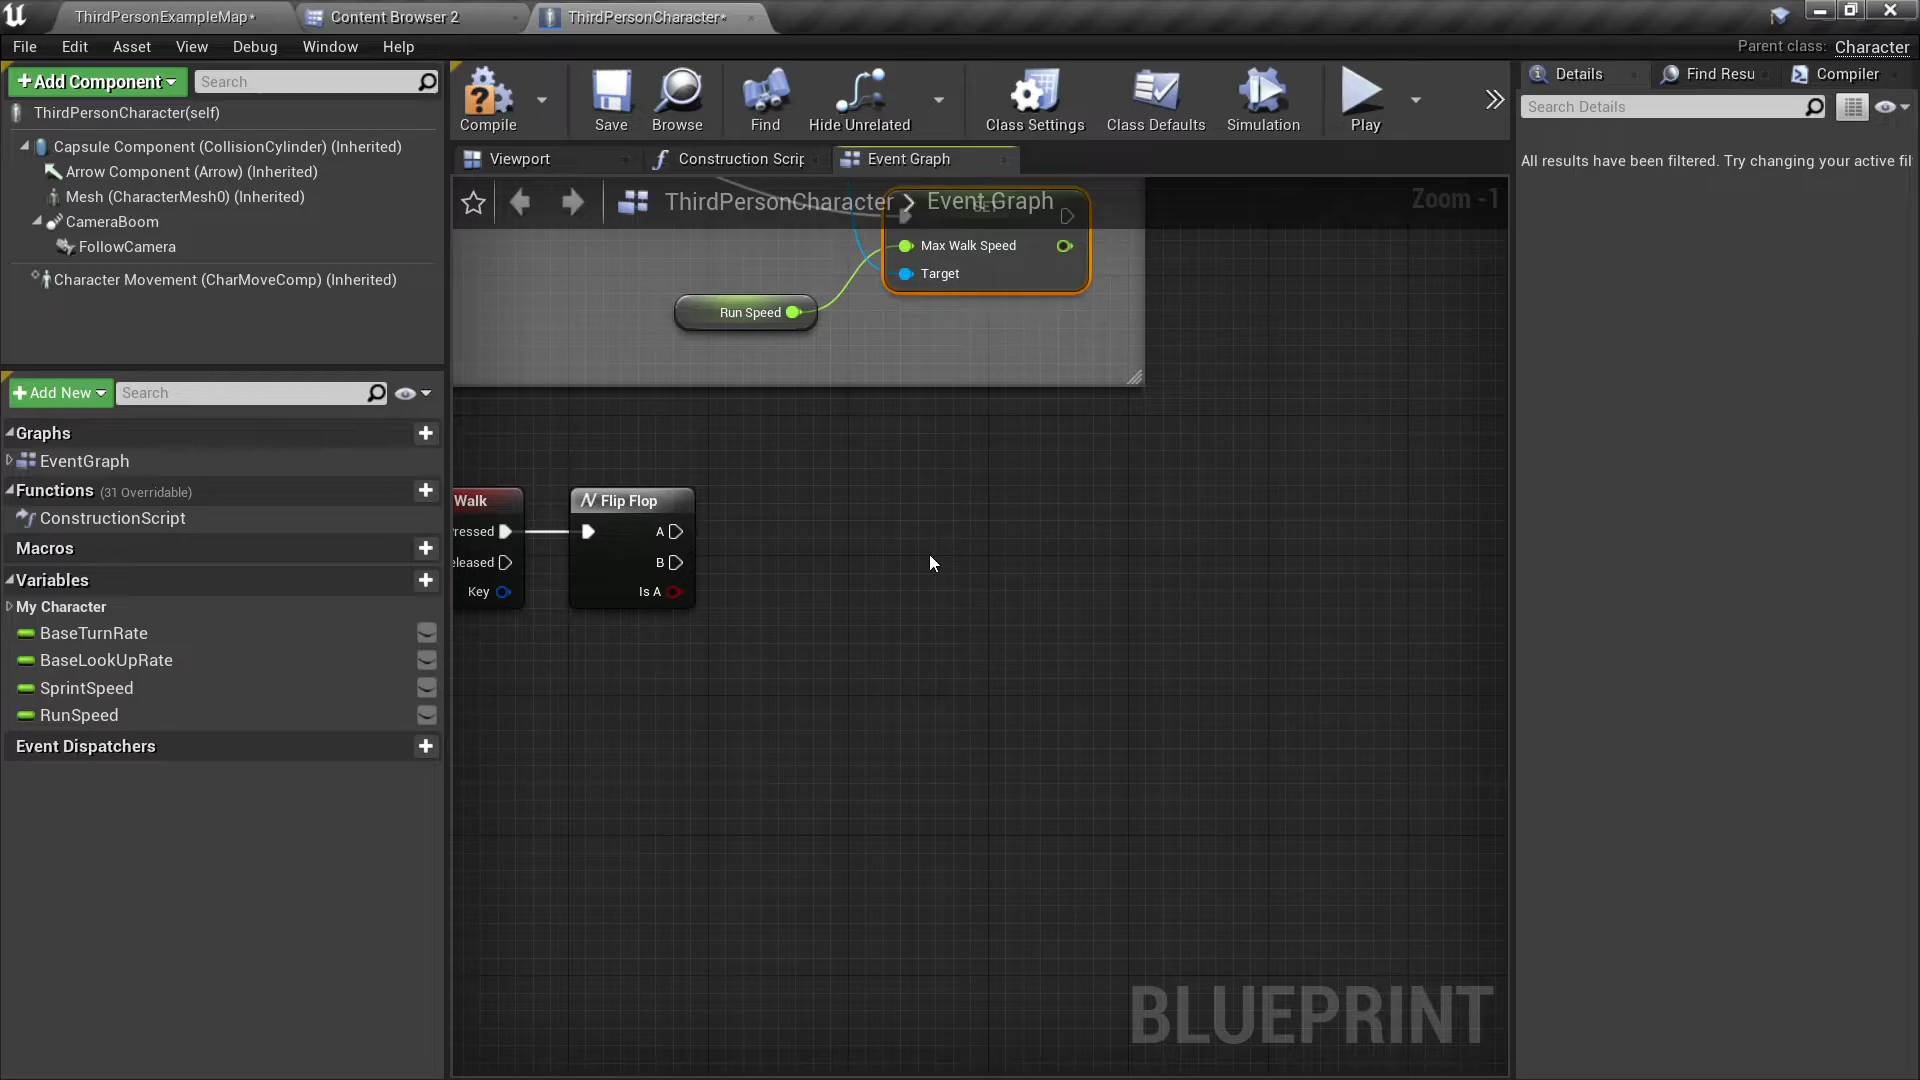 ThirdPersonExampleMap*
Content Browser 2
ThirdPersonCharacter*
File Edit Asset View Debug Window Help
Parent class: Character
Add Component
Search
ThirdPersonCharacter(self)
Capsule Component (CollisionCylinder) (Inherited)
Arrow Component (Arrow) (Inherited)
Mesh (CharacterMesh0) (Inherited)
CameraBoom
FollowCamera
Character Movement (CharMoveComp) (Inherited)
Add New
Search
Graphs
EventGraph
Functions (31 Overridable)
ConstructionScript
Macros
Variables
My Character
BaseTurnRate
BaseLookUpRate
SprintSpeed
RunSpeed
Event Dispatchers
Compile
Save
Browse
Find
Hide Unrelated
Class Settings
Class Defaults
Simulation
Play
Viewport
Construction Scrip
Event Graph
ThirdPersonCharacter > Event Graph
Zoom -1
SET
Max Walk Speed
Target
Run Speed
Walk
ressed
eleased
Key
Flip Flop
A
B
Is A
BLUEPRINT
Details
Find Resu
Compiler
Search Details
All results have been filtered. Try changing your active fil